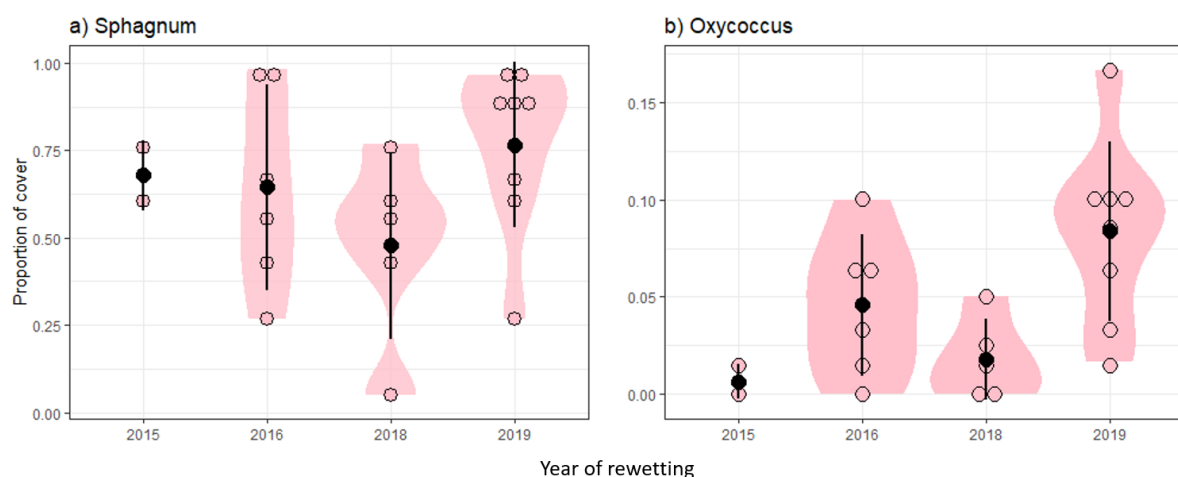 a) Sphagnum
b) Oxycoccus
Proportion of cover
1.00
0.75
0.50
0.25
0.00
2015 2016 2018 2019
0.15
0.10
0.05
0.00
2015 2016 2018 2019
Year of rewetting